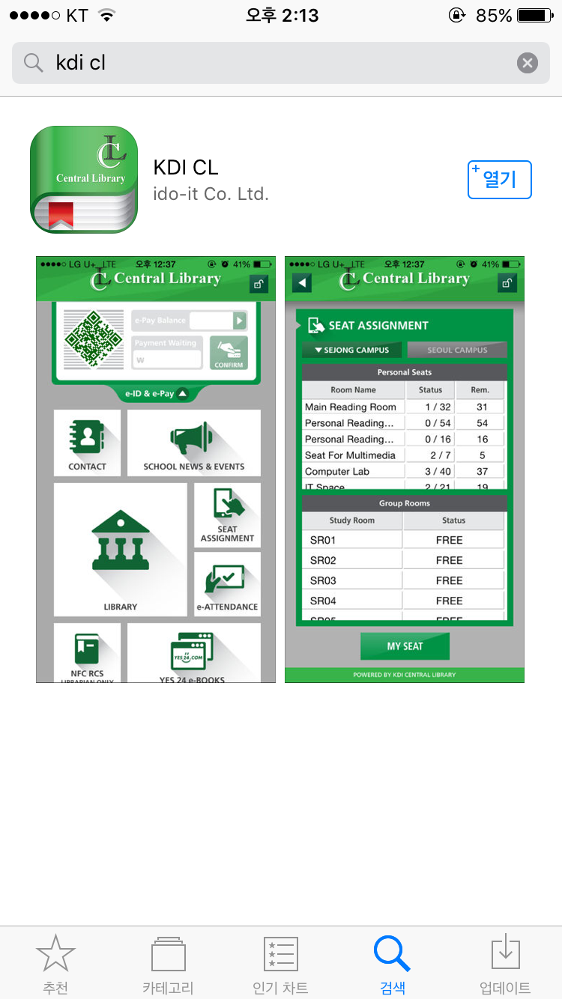 KT 오후 2:13 85%
kdi cl
CL
Central Library
KDI CL
ido-it Co. Ltd.
열기
LG U+ LTE 오후 12:37 41%
CL Central Library
e-Pay Balance
Payment Waiting
W
CONFIRM
e-ID & e-Pay
CONTACT
SCHOOL NEWS & EVENTS
LIBRARY
SEAT
ASSIGNMENT
e-ATTENDANCE
NFC RCS
LIBRARIAN ONLY
YES 24.COM
YES 24 e-BOOKS
LG U+ LTE 오후 12:37 41%
CL Central Library
SEAT ASSIGNMENT
▼ SEJONG CAMPUS SEOUL CAMPUS
Personal Seats
Room Name Status Rem.
Main Reading Room 1 / 32 31
Personal Reading... 0 / 54 54
Personal Reading... 0 / 16 16
Seat For Multimedia 2 / 7 5
Computer Lab 3 / 40 37
IT Space 2 / 21 19
Group Rooms
Study Room Status
SR01 FREE
SR02 FREE
SR03 FREE
SR04 FREE
SR05 FREE
MY SEAT
POWERED BY KDI CENTRAL LIBRARY
추천 카테고리 인기 차트 검색 업데이트